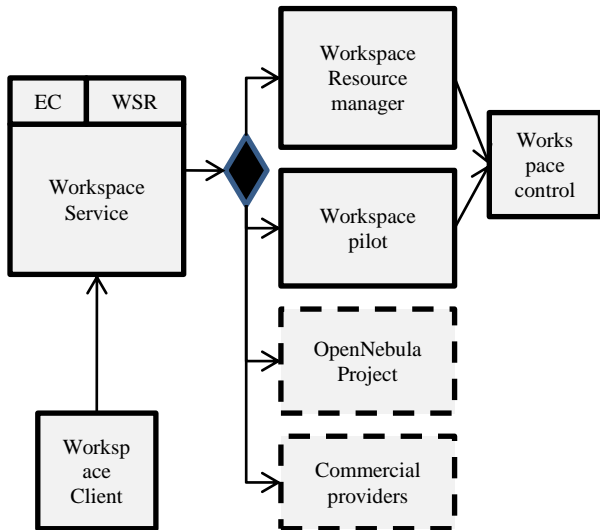 EC
WSR
Workspace
Service
Worksp
ace
Client
Workspace
Resource
manager
Workspace
pilot
OpenNebula
Project
Commercial
providers
Works
pace
control